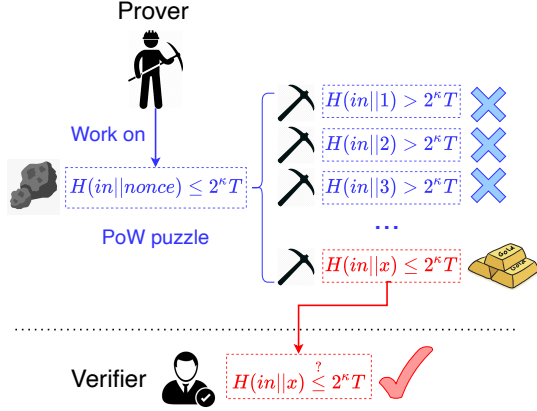 Prover
Work on
H(in||nonce) ≤ 2^κT
PoW puzzle
H(in||1) > 2^κT
H(in||2) > 2^κT
H(in||3) > 2^κT
...
H(in||x) ≤ 2^κT
Gold
Gold
Verifier
H(in||x) ≤? 2^κT